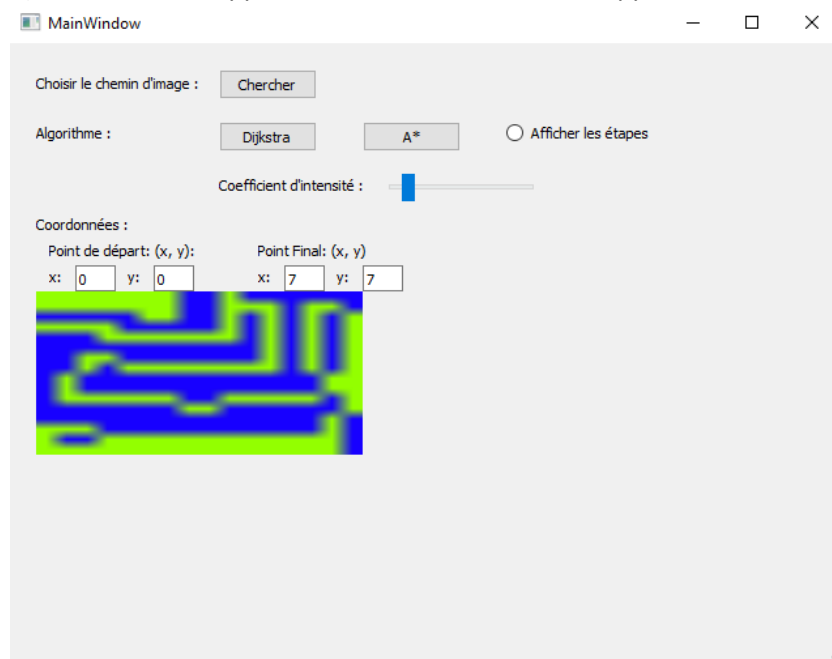 MainWindow
Choisir le chemin d'image : Chercher
Algorithme : Dijkstra A* Afficher les étapes
Coefficient d'intensité :
Coordonnées :
Point de départ: (x, y): Point Final: (x, y)
x: 0 y: 0 x: 7 y: 7